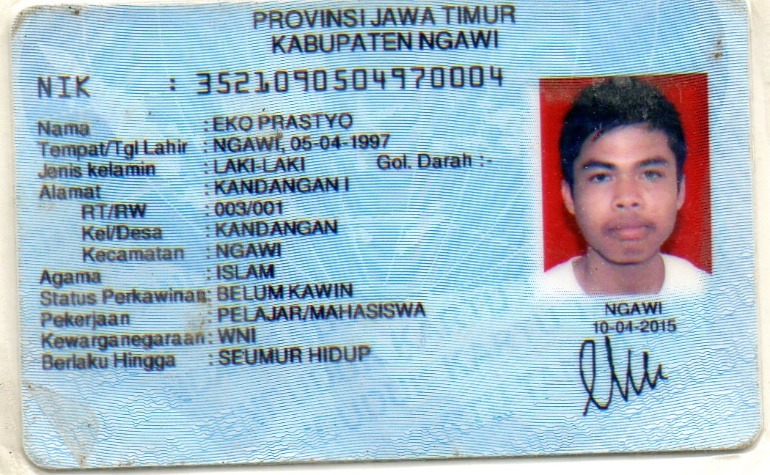 PROVINSI JAWA TIMUR
KABUPATEN NGAWI
NIK : 3521090504970004
Nama : EKO PRASTYO
Tempat/Tgl Lahir : NGAWI, 05-04-1997
Jenis kelamin : LAKI-LAKI Gol. Darah :-
Alamat : KANDANGAN I
RT/RW : 003/001
Kel/Desa : KANDANGAN
Kecamatan : NGAWI
Agama : ISLAM
Status Perkawinan: BELUM KAWIN
Pekerjaan : PELAJAR/MAHASISWA
Kewarganegaraan: WNI
Berlaku Hingga : SEUMUR HIDUP
NGAWI
10-04-2015